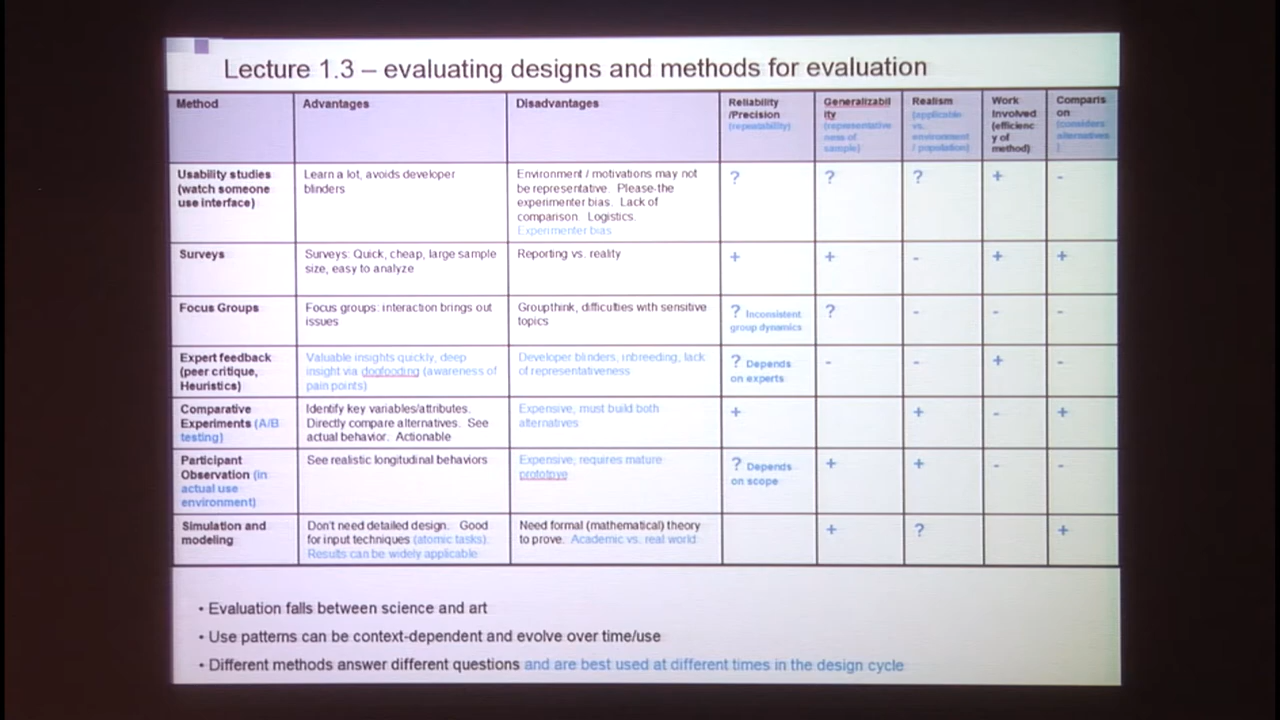 Lecture 1.3 – evaluating designs and methods for evaluation
Method
Advantages
Disadvantages
Reliability
/Precision
(repeatability)
Generalizabil
ity
(representative
ness of
sample)
Realism
(applicable
vs.
environment
/ population)
Work
Involved
(efficienc
y of
method)
Comparis
on
(considers
alternatives
)
Usability studies
(watch someone
use interface)
Learn a lot, avoids developer
blinders
Environment / motivations may not
be representative. Please-the
experimenter bias. Lack of
comparison. Logistics.
Experimenter bias
?
?
?
+
-
Surveys
Surveys: Quick, cheap, large sample
size, easy to analyze
Reporting vs. reality
+
+
-
+
+
Focus Groups
Focus groups: interaction brings out
issues
Groupthink, difficulties with sensitive
topics
? Inconsistent
group dynamics
?
-
-
-
Expert feedback
(peer critique,
Heuristics)
Valuable insights quickly, deep
insight via dogfooding (awareness of
pain points)
Developer blinders, inbreeding, lack
of representativeness
? Depends
on experts
-
-
+
-
Comparative
Experiments (A/B
testing)
Identify key variables/attributes.
Directly compare alternatives. See
actual behavior. Actionable
Expensive, must build both
alternatives
+
+
-
+
Participant
Observation (in
actual use
environment)
See realistic longitudinal behaviors
Expensive, requires mature
prototype
? Depends
on scope
+
+
-
-
Simulation and
modeling
Don't need detailed design. Good
for input techniques (atomic tasks).
Results can be widely applicable
Need formal (mathematical) theory
to prove. Academic vs. real world
+
?
+
• Evaluation falls between science and art
• Use patterns can be context-dependent and evolve over time/use
• Different methods answer different questions and are best used at different times in the design cycle